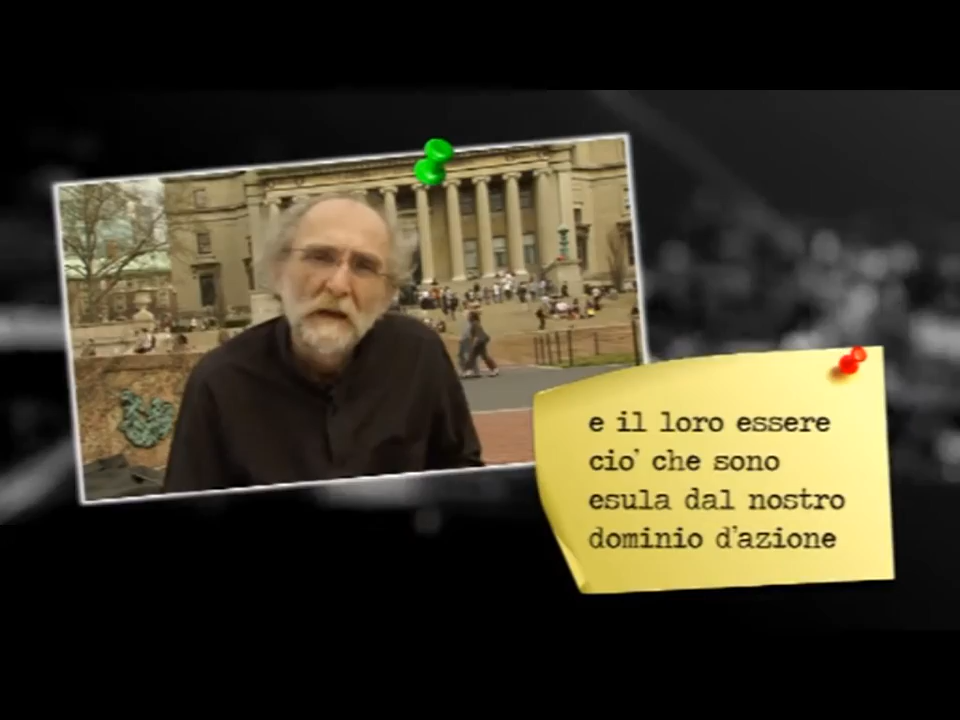 e il loro essere
cio' che sono
esula dal nostro
dominio d'azione